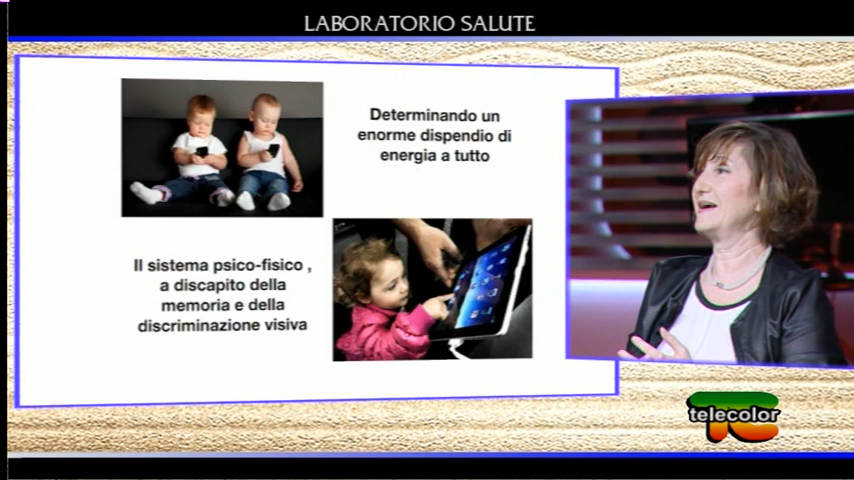 LABORATORIO SALUTE
Determinando un
enorme dispendio di
energia a tutto
Il sistema psico-fisico ,
a discapito della
memoria e della
discriminazione visiva
telecolor